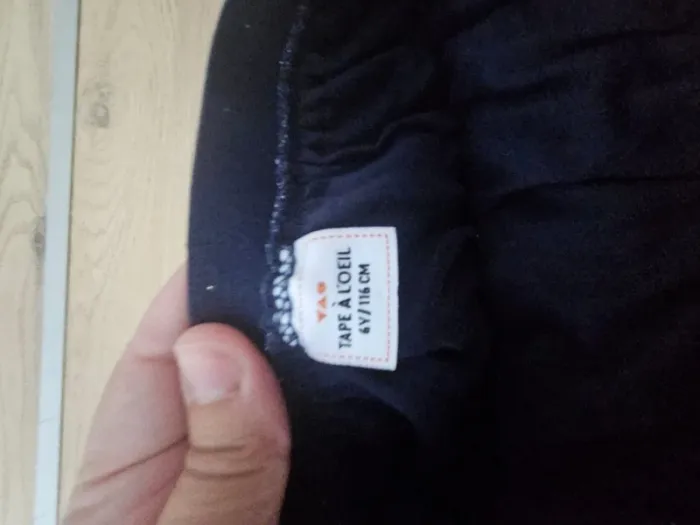 TAO
TAPE À L'OEIL
6Y/116 CM